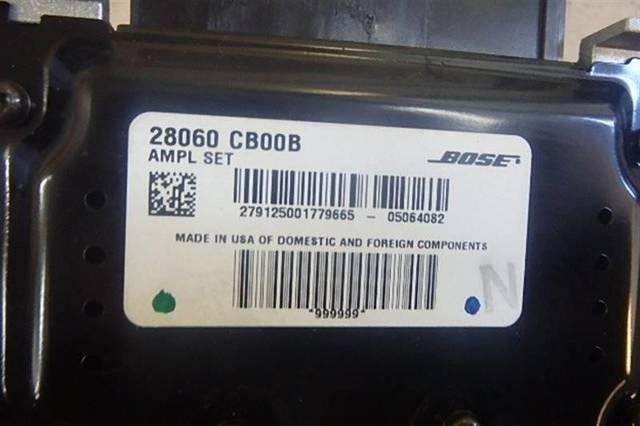 28060 CB00B
AMPL SET
BOSE
279125001779665 - 05064082
MADE IN USA OF DOMESTIC AND FOREIGN COMPONENTS
*999999*
N